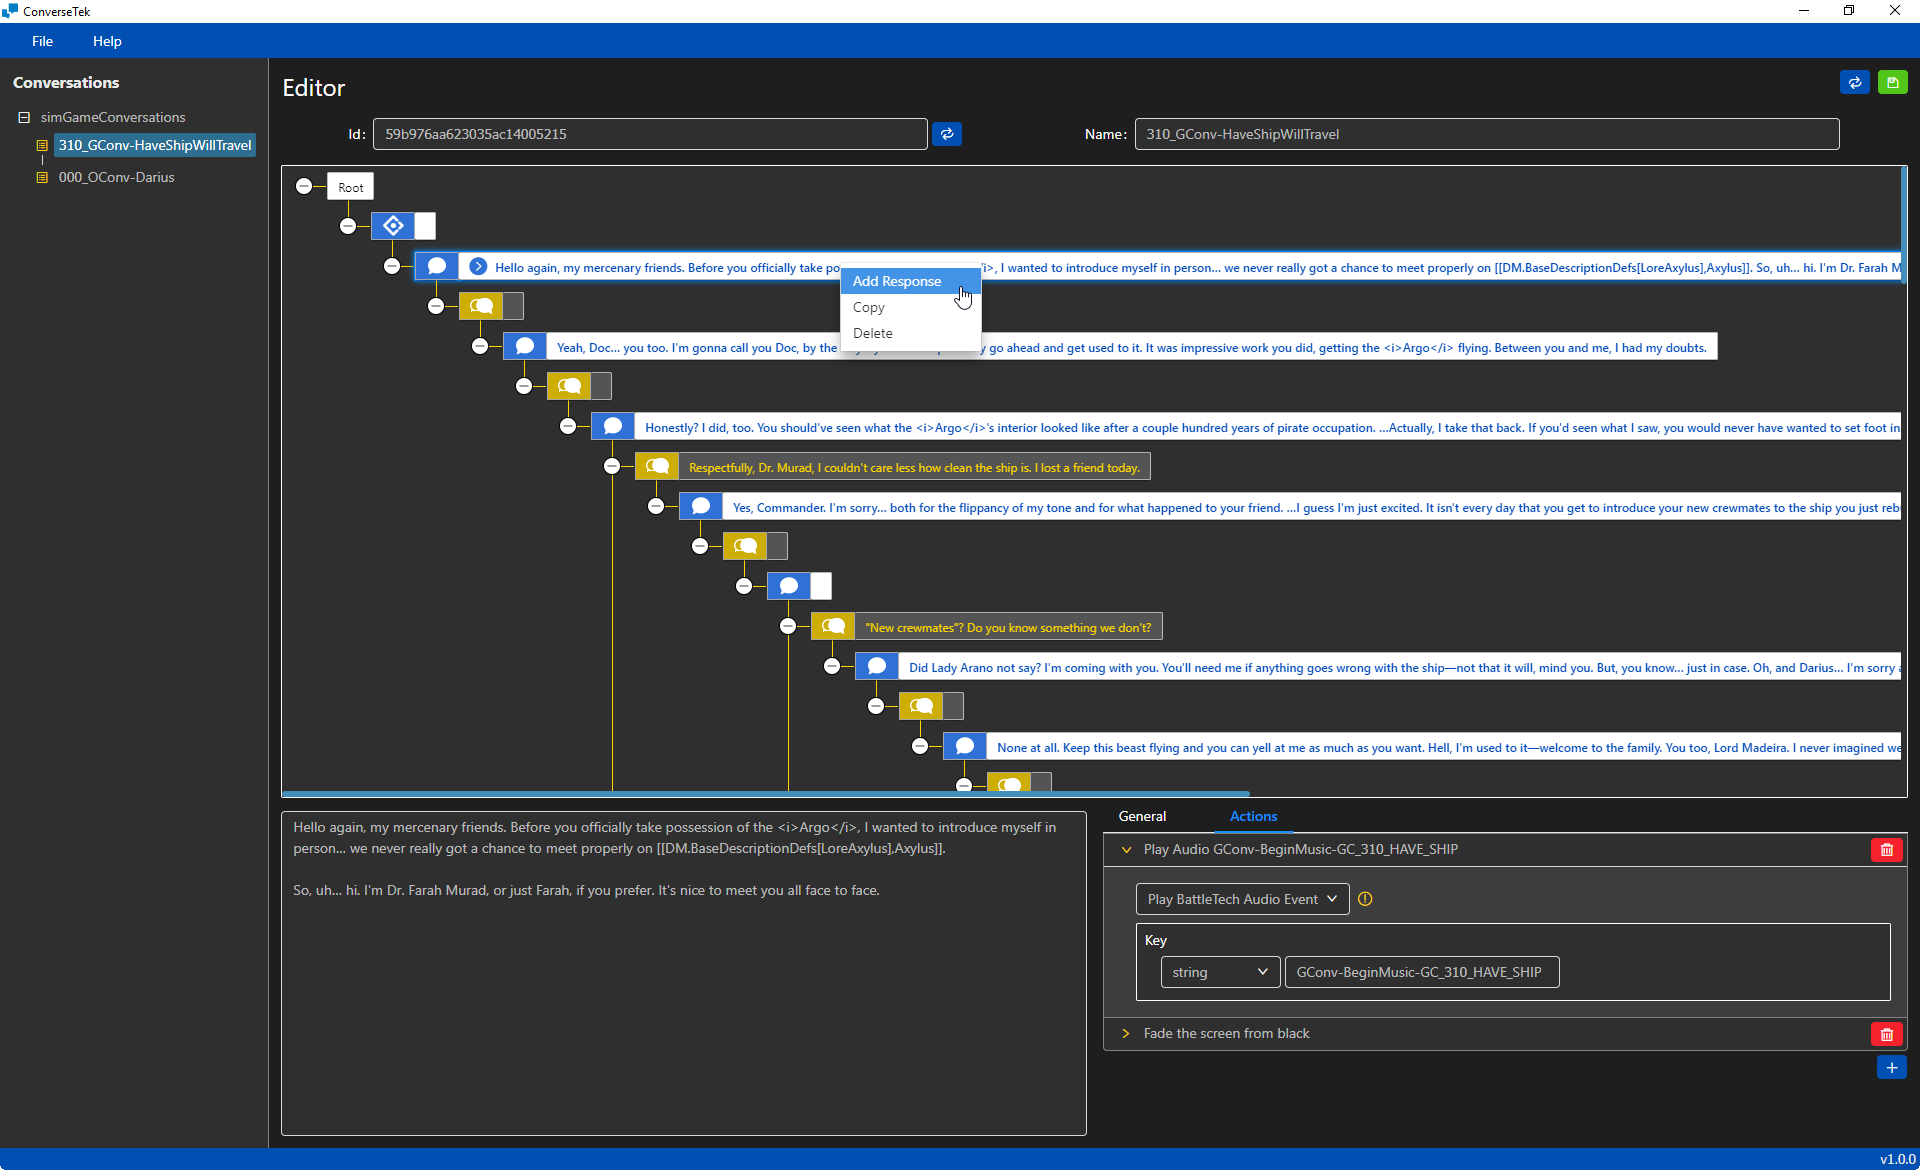 ConverseTek
File Help
Conversations
simGameConversations
310_GConv-HaveShipWillTravel
000_OConv-Darius
Editor
Id: 59b976aa623035ac14005215
Name: 310_GConv-HaveShipWillTravel
Root
Hello again, my mercenary friends. Before you officially take po /i>, I wanted to introduce myself in person... we never really got a chance to meet properly on [[DM.BaseDescriptionDefs[LoreAxylus],Axylus]]. So, uh... hi. I'm Dr. Farah M
Add Response
Copy
Delete
Yeah, Doc... you too. I'm gonna call you Doc, by the go ahead and get used to it. It was impressive work you did, getting the <i>Argo</i> flying. Between you and me, I had my doubts.
Honestly? I did, too. You should've seen what the <i>Argo</i>'s interior looked like after a couple hundred years of pirate occupation. ...Actually, I take that back. If you'd seen what I saw, you would never have wanted to set foot in
Respectfully, Dr. Murad, I couldn't care less how clean the ship is. I lost a friend today.
Yes, Commander. I'm sorry... both for the flippancy of my tone and for what happened to your friend. ...I guess I'm just excited. It isn't every day that you get to introduce your new crewmates to the ship you just reb
"New crewmates"? Do you know something we don't?
Did Lady Arano not say? I'm coming with you. You'll need me if anything goes wrong with the ship—not that it will, mind you. But, you know... just in case. Oh, and Darius... I'm sorry
None at all. Keep this beast flying and you can yell at me as much as you want. Hell, I'm used to it—welcome to the family. You too, Lord Madeira. I never imagined we
Hello again, my mercenary friends. Before you officially take possession of the <i>Argo</i>, I wanted to introduce myself in
person... we never really got a chance to meet properly on [[DM.BaseDescriptionDefs[LoreAxylus],Axylus]].
So, uh... hi. I'm Dr. Farah Murad, or just Farah, if you prefer. It's nice to meet you all face to face.
General Actions
Play Audio GConv-BeginMusic-GC_310_HAVE_SHIP
Play BattleTech Audio Event
Key
string GConv-BeginMusic-GC_310_HAVE_SHIP
Fade the screen from black
v1.0.0